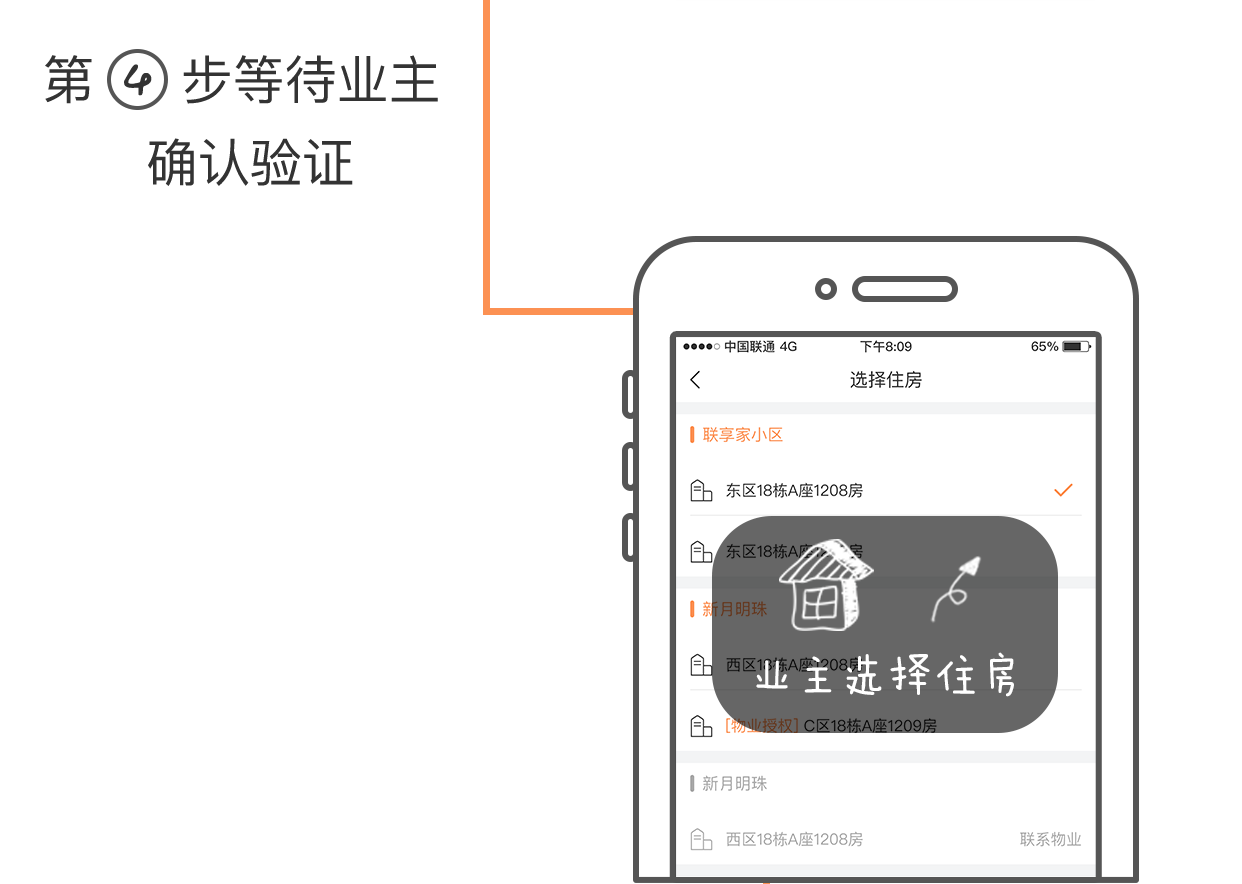 第 4 步等待业主
确认验证
中国联通 4G 下午8:09 65%
选择住房
联享家小区
东区18栋A座1208房
东区18栋A座1208房
新月明珠
西区18栋A座1208房
业主选择住房
[物业授权] C区18栋A座1209房
新月明珠
西区18栋A座1208房 联系物业